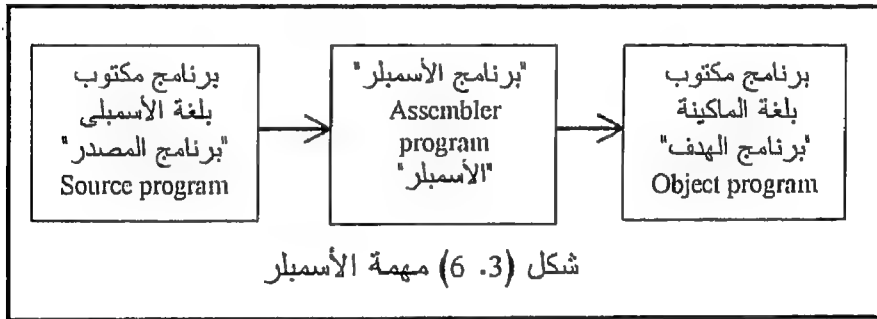 برنامج مكتوب
بلغة الأسمبلى
"برنامج المصدر"
Source program
"برنامج الأسمبلر"
Assembler
program
"الأسمبلر"
برنامج مكتوب
بلغة الماكينة
"برنامج الهدف"
Object program
شكل (3. 6) مهمة الأسمبلر